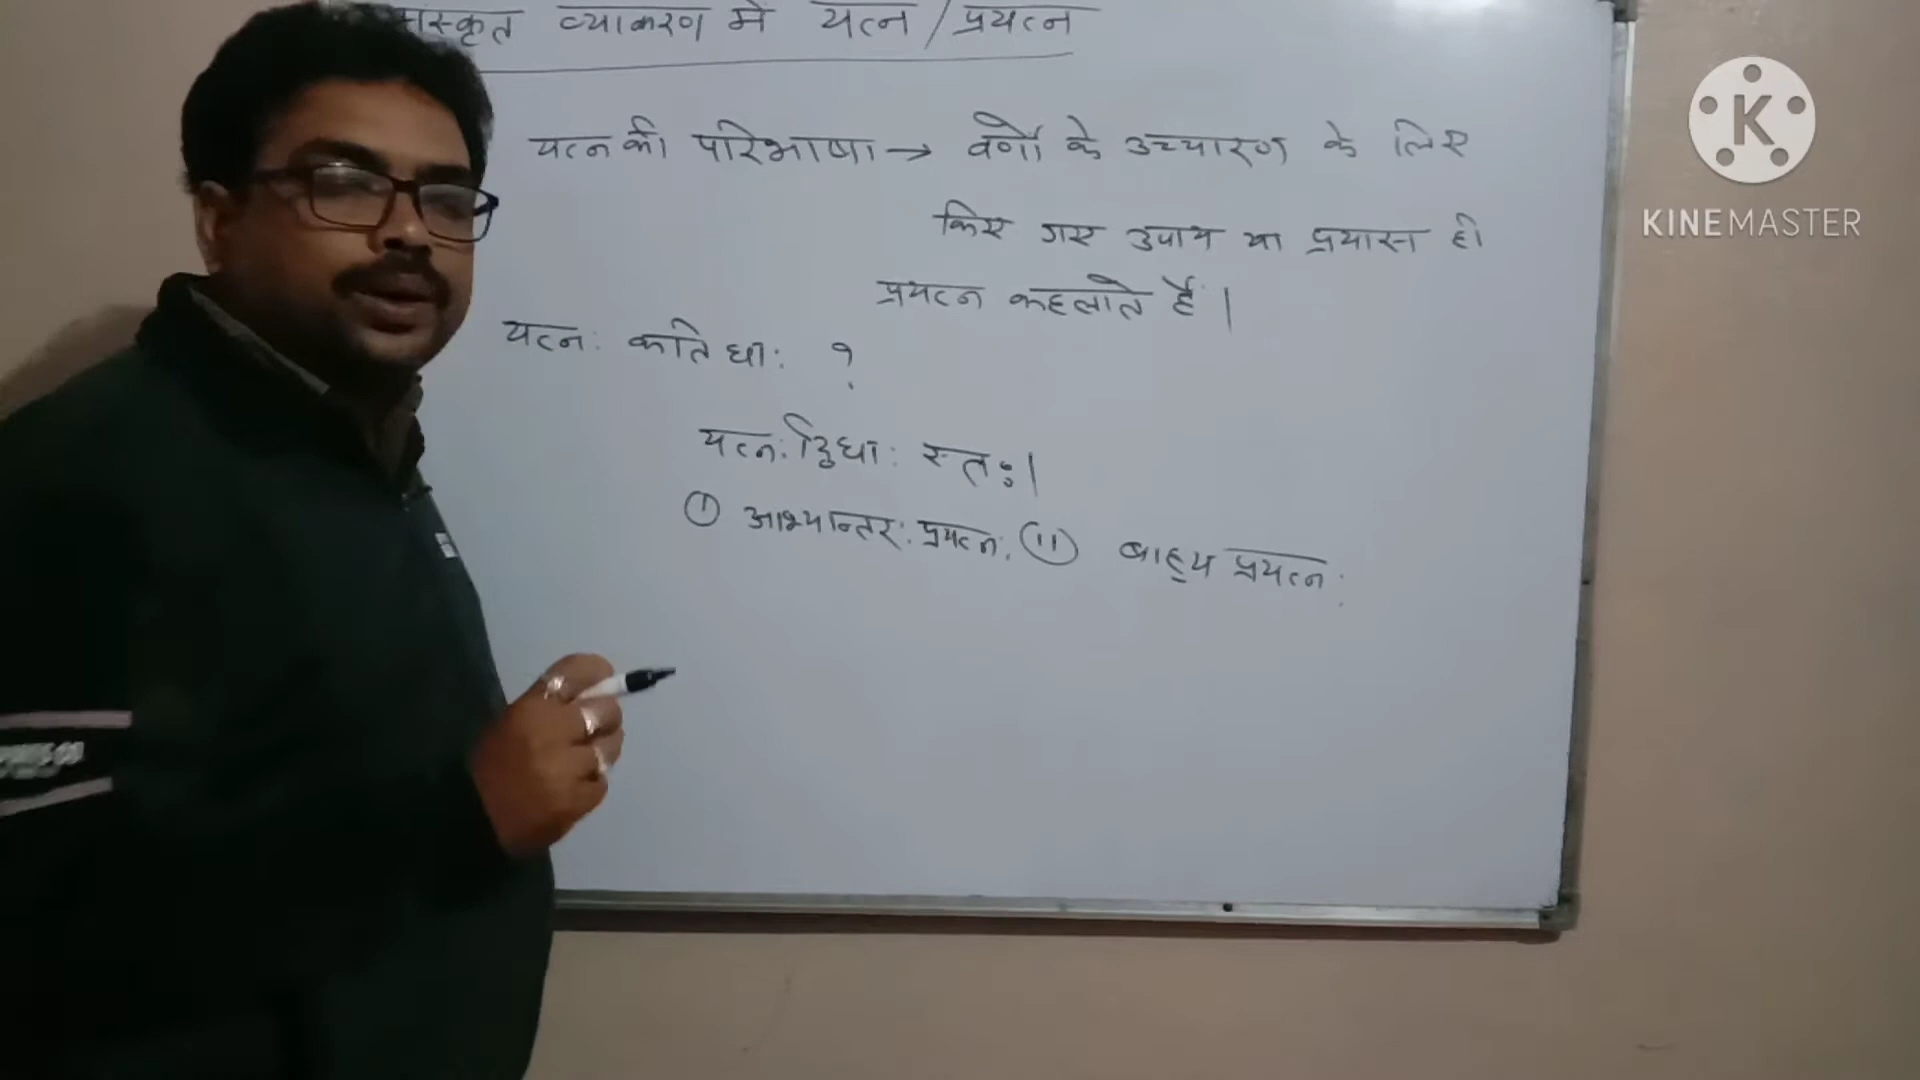 संस्कृत व्याकरण में यत्न / प्रयत्न
यत्न की परिभाषा → वर्णों के उच्चारण के लिए
किए गए उपाय या प्रयास ही
प्रयत्न कहलाते हैं |
यत्न: कतिधा: ?
यत्न: द्विधा: स्त: |
(I) आभ्यान्तर: प्रयत्न: (II) बाह्य प्रयत्न:
K
KINEMASTER